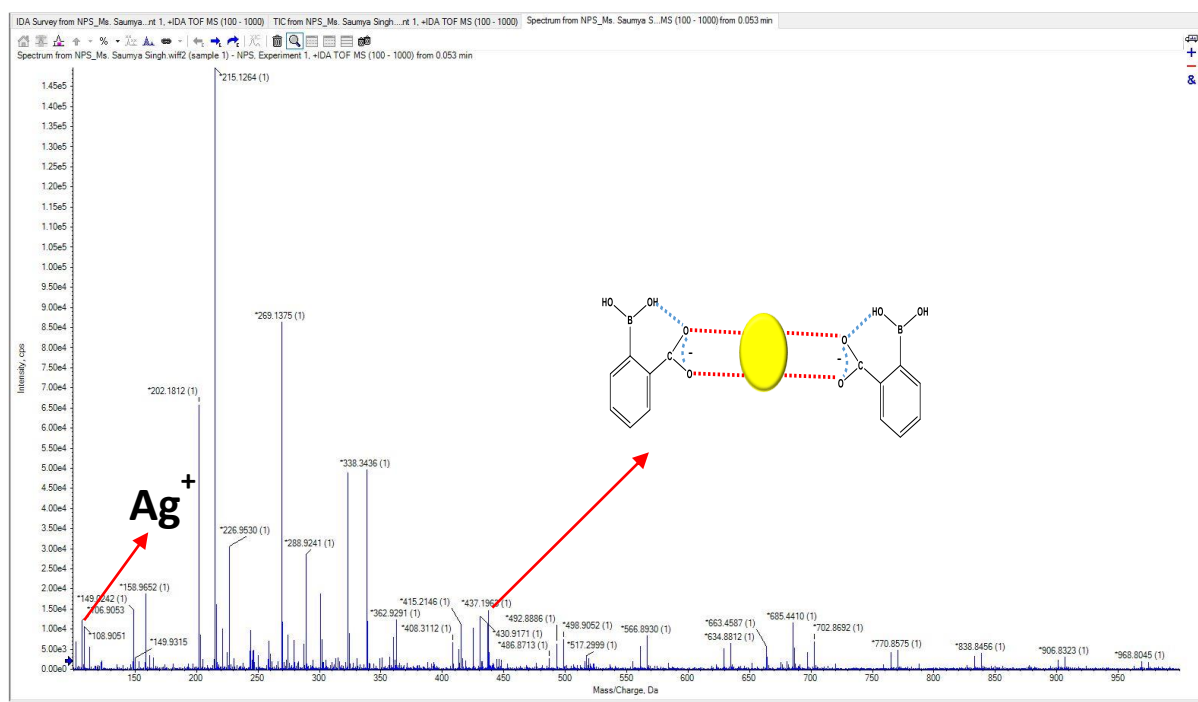 IDA Survey from NPS_Ms. Saumya...nt 1, +IDA TOF MS (100 - 1000) TIC from NPS_Ms. Saumya Singh....nt 1, +IDA TOF MS (100 - 1000) Spectrum from NPS_Ms. Saumya S...MS (100 - 1000) from 0.053 min
Spectrum from NPS_Ms. Saumya Singh.wiff2 (sample 1) - NPS, Experiment 1, +IDA TOF MS (100 - 1000) from 0.053 min
*215.1264 (1)
1.45e5
1.40e5
1.35e5
1.30e5
1.25e5
1.20e5
1.15e5
1.10e5
1.05e5
1.00e5
9.50e4
9.00e4
8.50e4
8.00e4
7.50e4
7.00e4
6.50e4
6.00e4
5.50e4
5.00e4
4.50e4
4.00e4
3.50e4
3.00e4
2.50e4
2.00e4
1.50e4
1.00e4
5.00e3
0.00e0
Intensity, cps
*269.1375 (1)
*202.1812 (1)
*338.3436 (1)
Ag+
*226.9530 (1)
*288.9241 (1)
*158.9652 (1)
*149.0242 (1)
*106.9053
*108.9051
*149.9315
*362.9291 (1)
*415.2146 (1)
*408.3112 (1)
*430.9171 (1)
*492.8886 (1)
*486.8713 (1)
*498.9052 (1)
*517.2999 (1)
*566.8930 (1)
*663.4587 (1)
*634.8812 (1)
*685.4410 (1)
*702.8692 (1)
*770.8575 (1)
*838.8456 (1)
*906.8323 (1)
*968.8045 (1)
HO OH
B
O
C
-
O
HO OH
B
O
C
-
O
150 200 250 300 350 400 450 500 550 600 650 700 750 800 850 900 950
Mass/Charge, Da